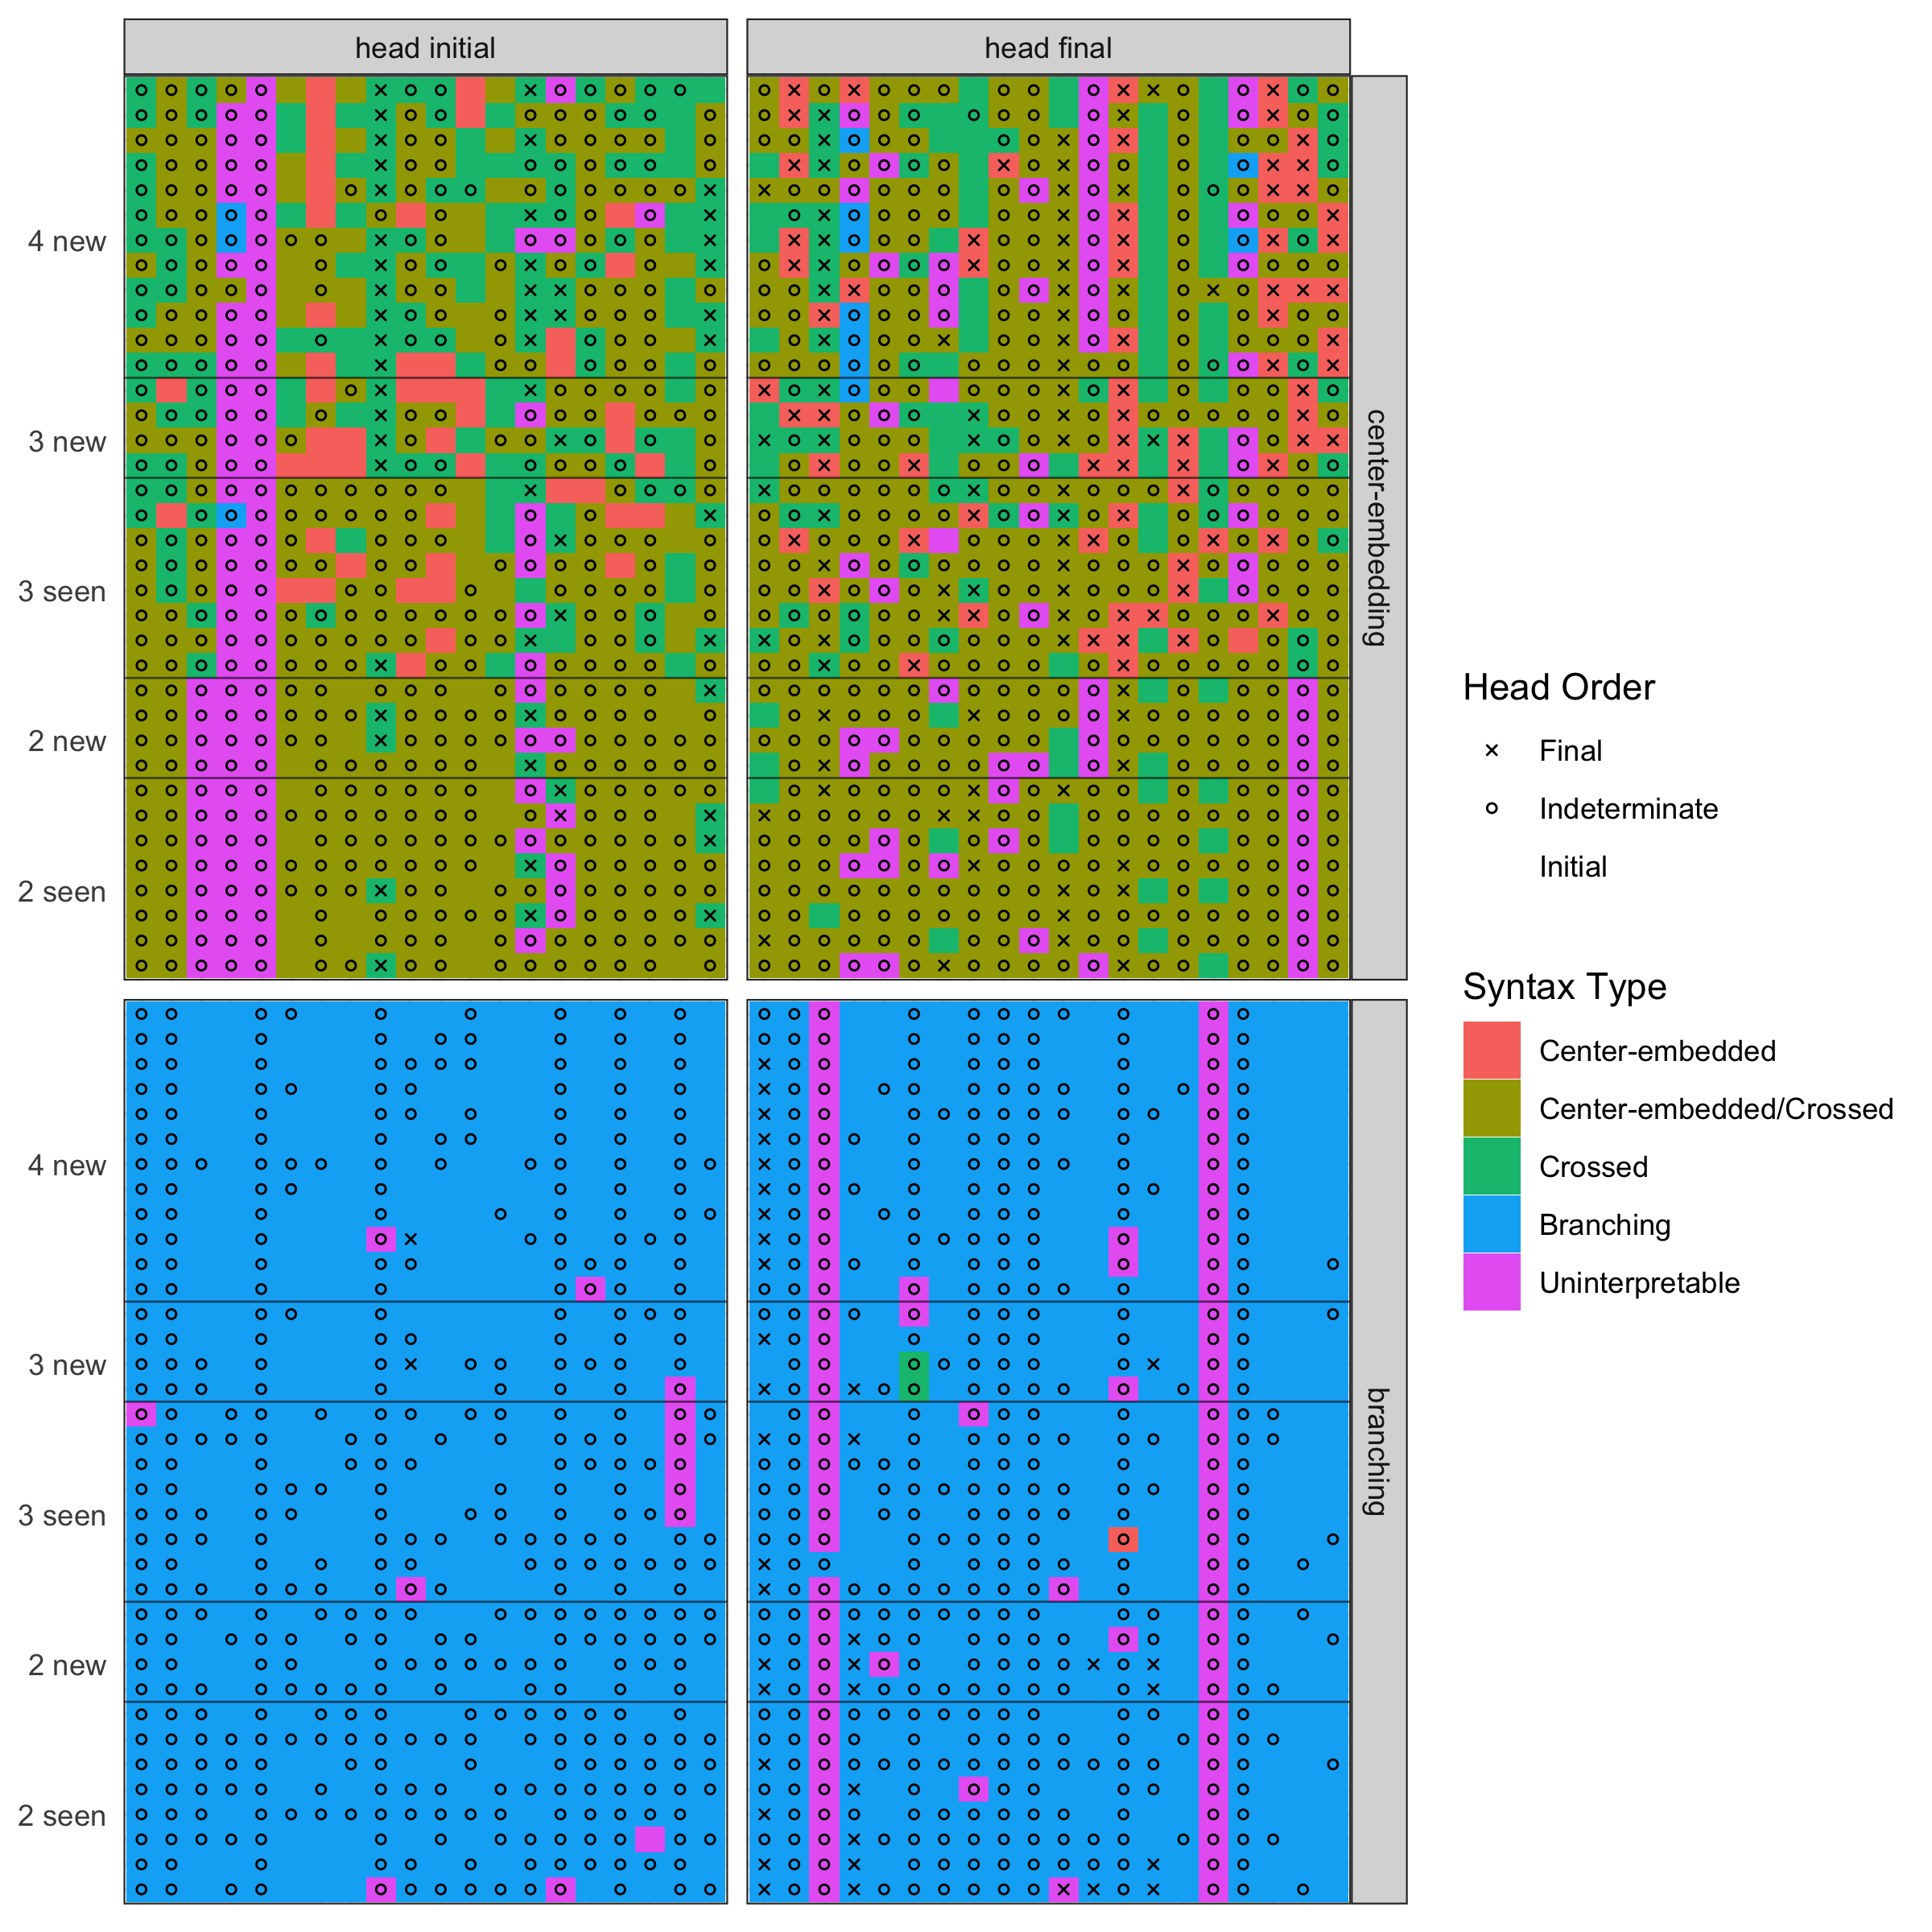 head initial
head final
4 new
3 new
3 seen
2 new
2 seen
center-embedding
4 new
3 new
3 seen
2 new
2 seen
branching
Head Order
Final
Indeterminate
Initial
Syntax Type
Center-embedded
Center-embedded/Crossed
Crossed
Branching
Uninterpretable